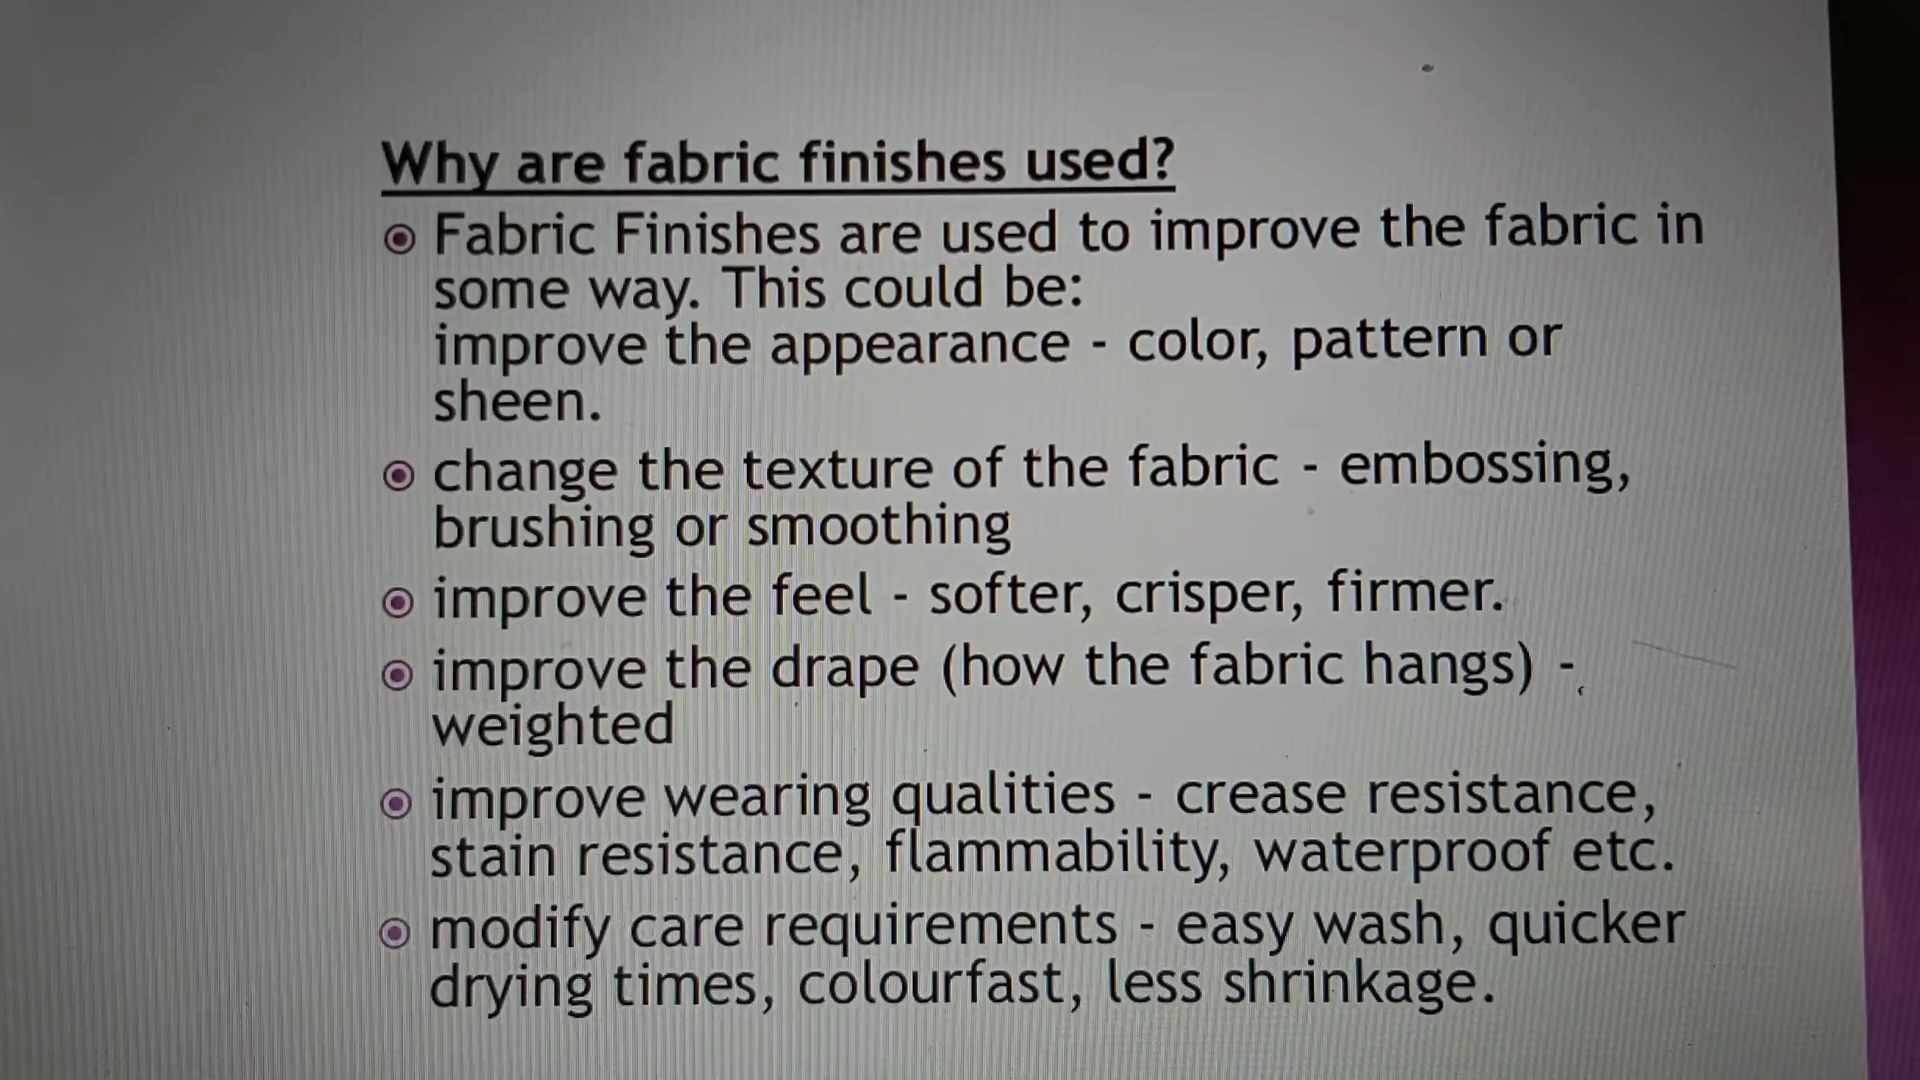 Why are fabric finishes used?
Fabric Finishes are used to improve the fabric in
some way. This could be:
improve the appearance - color, pattern or
sheen.
change the texture of the fabric - embossing,
brushing or smoothing
improve the feel - softer, crisper, firmer.
improve the drape (how the fabric hangs) -
weighted
improve wearing qualities - crease resistance,
stain resistance, flammability, waterproof etc.
modify care requirements - easy wash, quicker
drying times, colourfast, less shrinkage.